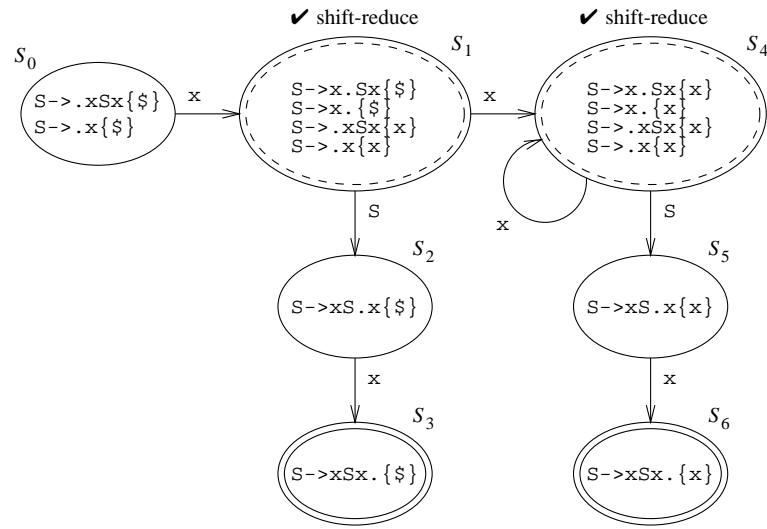 ✔ shift-reduce
✔ shift-reduce
S0
S1
S4
S->.xSx{$}
S->.x{$}
x
S->x.Sx{$}
S->x.{$}
S->.xSx{x}
S->.x{x}
x
S->x.Sx{x}
S->x.{x}
S->.xSx{x}
S->.x{x}
x
S
S
S2
S5
S->xS.x{$}
S->xS.x{x}
x
x
S3
S6
S->xSx.{$}
S->xSx.{x}